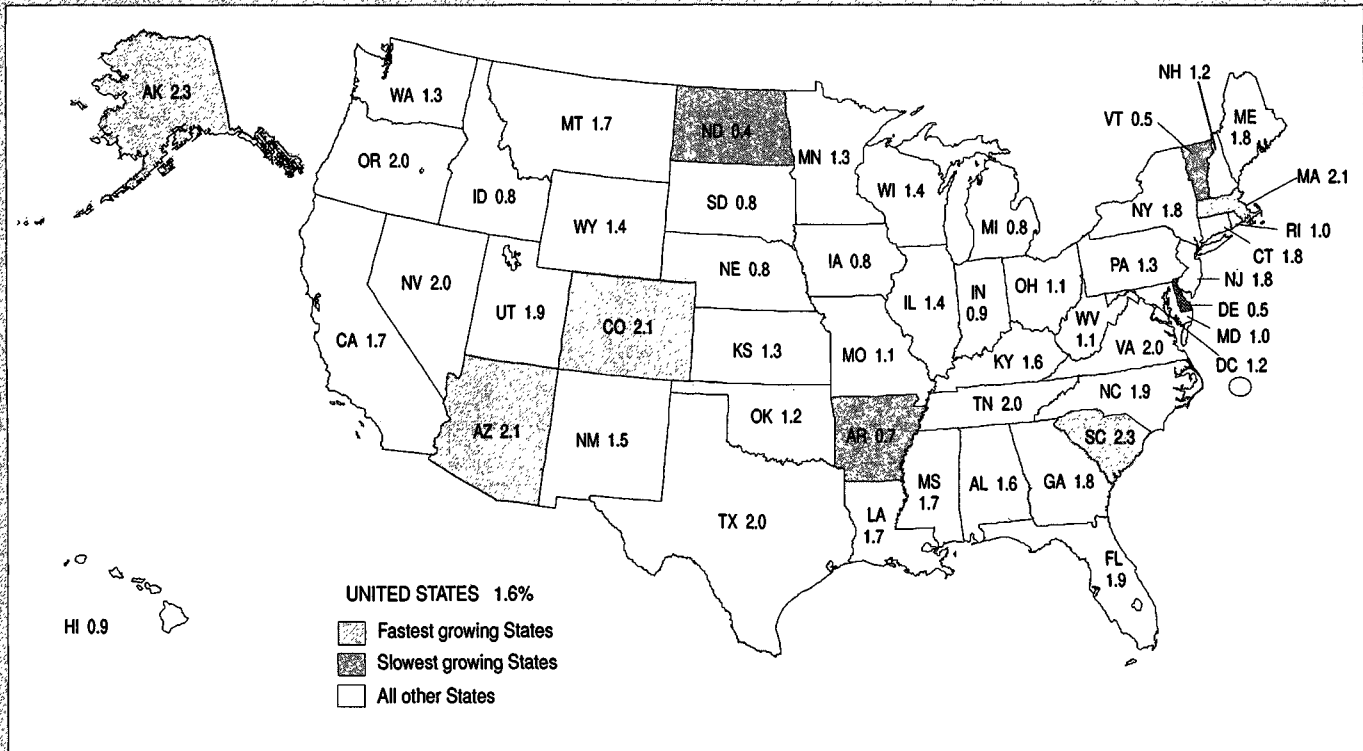 AK 2.3
WA 1.3
MT 1.7
ND 0.4
MN 1.3
NH 1.2
VT 0.5
ME
1.8
OR 2.0
ID 0.8
WY 1.4
SD 0.8
WI 1.4
MI 0.8
NY 1.8
MA 2.1
RI 1.0
CT 1.8
NV 2.0
UT 1.9
CO 2.1
NE 0.8
IA 0.8
IL 1.4
IN
0.9
OH 1.1
PA 1.3
NJ 1.8
DE 0.5
MD 1.0
DC 1.2
CA 1.7
KS 1.3
MO 1.1
KY 1.6
WV
1.1
VA 2.0
AZ 2.1
NM 1.5
OK 1.2
AR 0.7
TN 2.0
NC 1.9
SC 2.3
TX 2.0
LA
1.7
MS
1.7
AL 1.6
GA 1.8
FL
1.9
HI 0.9
UNITED STATES 1.6%
Fastest growing States
Slowest growing States
All other States